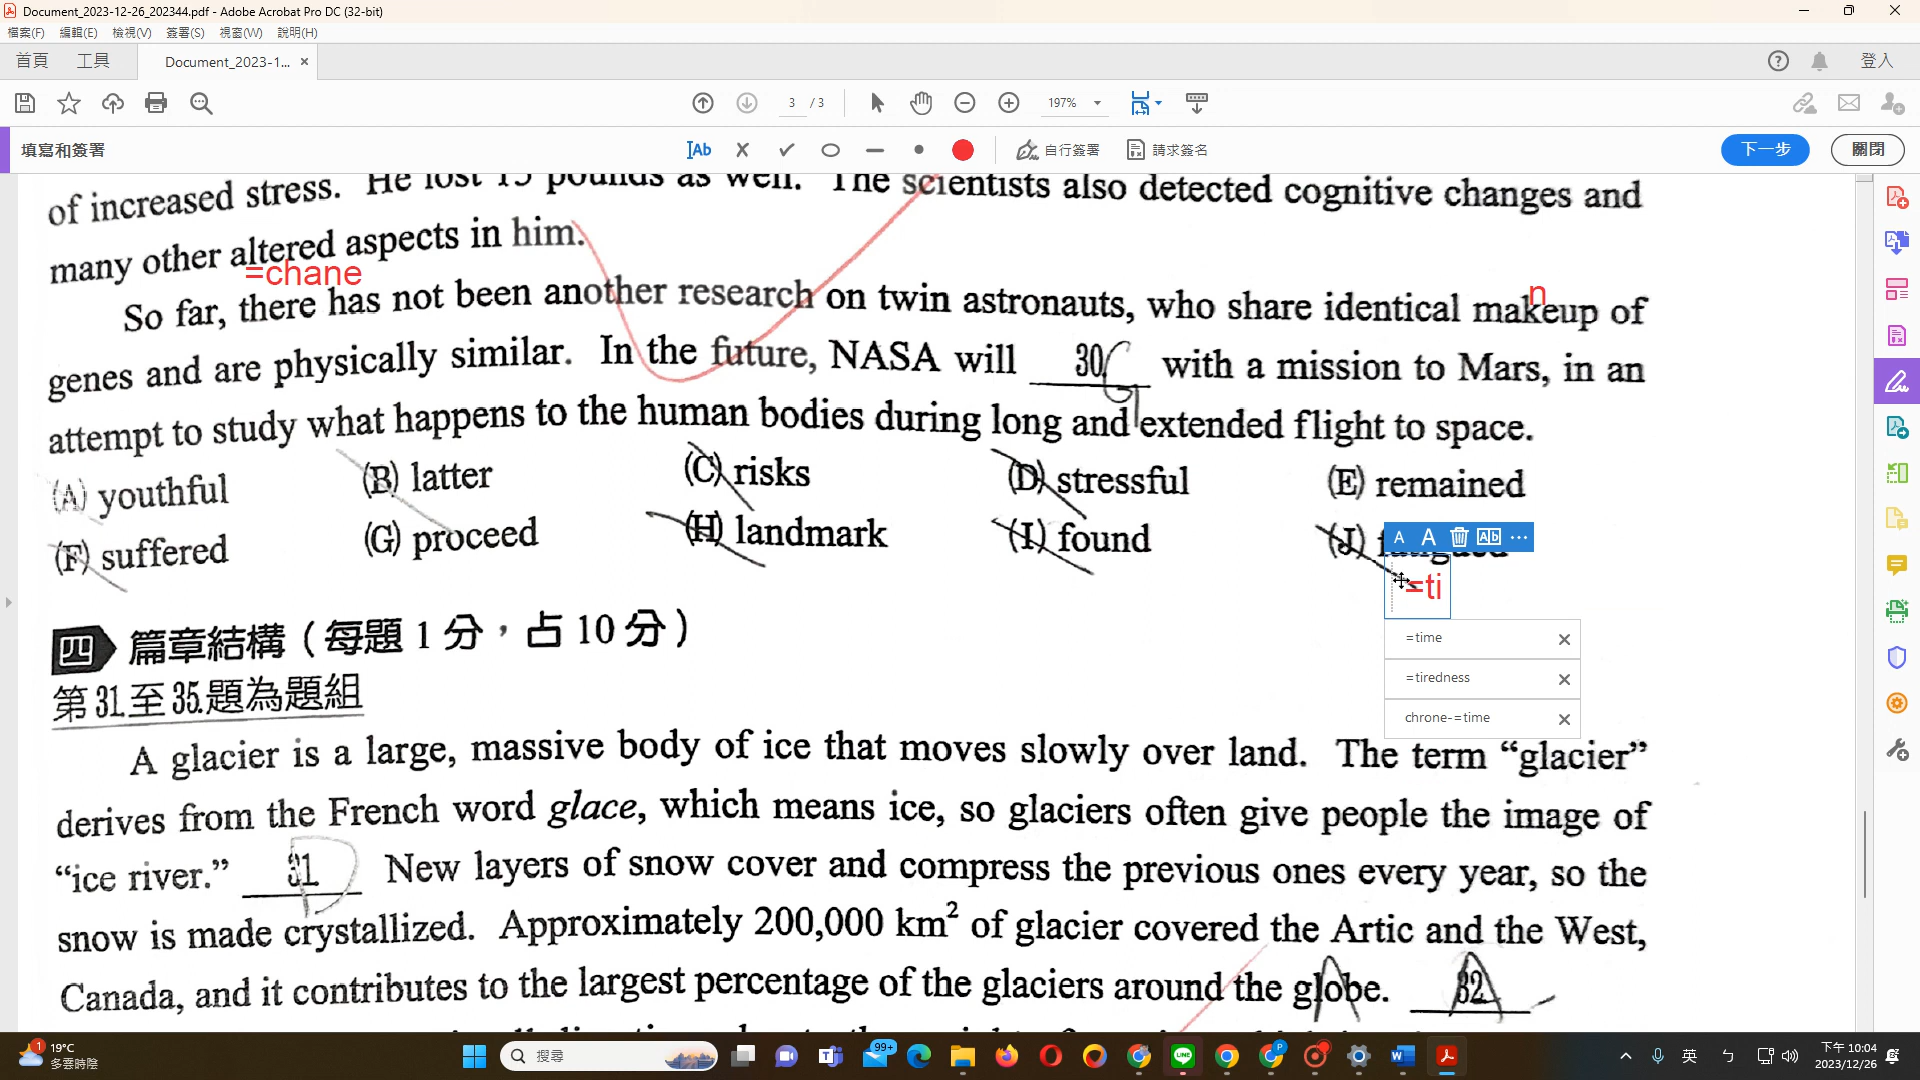 Document_2023-12-26_202344.pdf - Adobe Acrobat Pro DC (32-bit)
檔案(F) 編輯(E) 檢視(V) 簽署(S) 視窗(W) 說明(H)
首頁 工具 Document_2023-1... × 登入
3 / 3 197%
填寫和簽署 Ab 自行簽署 請求簽名 下一步 關閉
of increased stress. He lost 15 pounds as well. The scientists also detected cognitive changes and
many other altered aspects in him.
=chane
n
So far, there has not been another research on twin astronauts, who share identical makeup of
genes and are physically similar. In the future, NASA will 30 G with a mission to Mars, in an
attempt to study what happens to the human bodies during long and extended flight to space.
(A) youthful (B) latter (C) risks (D) stressful (E) remained
(F) suffered (G) proceed (H) landmark (I) found (J) fatigued
A A Ab ...
=ti
=time ×
=tiredness ×
chrone-=time ×
四 篇章結構（每題 1 分，占 10 分）
第 31 至 35. 題為題組
A glacier is a large, massive body of ice that moves slowly over land. The term “glacier”
derives from the French word glace, which means ice, so glaciers often give people the image of
“ice river.” 31 D New layers of snow cover and compress the previous ones every year, so the
snow is made crystallized. Approximately 200,000 km² of glacier covered the Artic and the West,
Canada, and it contributes to the largest percentage of the glaciers around the globe. 32 A
19°C
多雲時陰
搜尋
99+
英
下午 10:04
2023/12/26